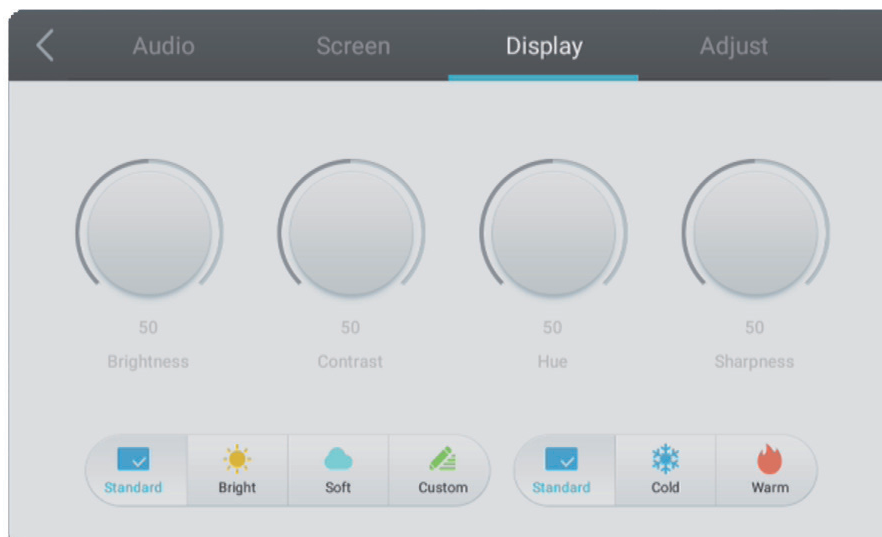 Audio Screen Display Adjust
50 50 50 50
Brightness Contrast Hue Sharpness
Standard Bright Soft Custom Standard Cold Warm